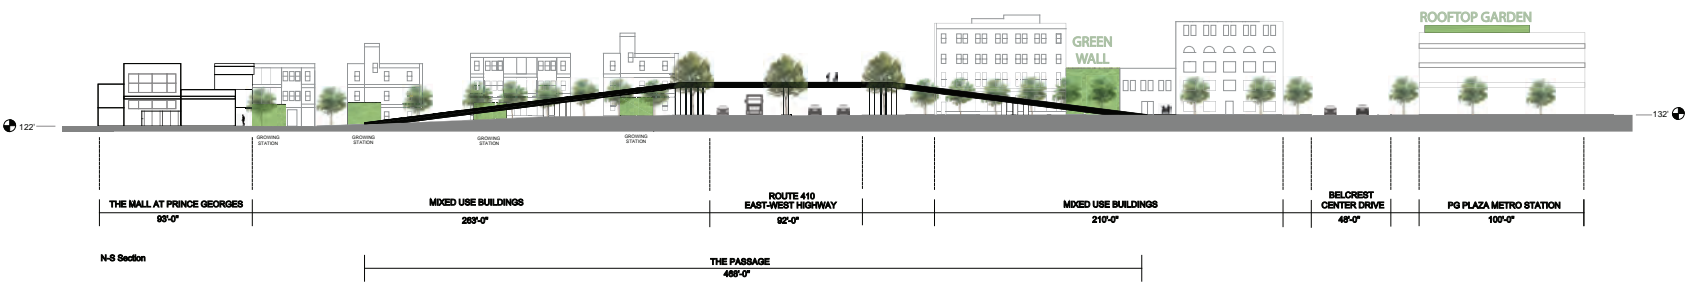 ROOFTOP GARDEN
GREEN
WALL
122'
132'
GROWING
STATION
GROWING
STATION
GROWING
STATION
GROWING
STATION
THE MALL AT PRINCE GEORGES
93'-0"
MIXED USE BUILDINGS
263'-0"
ROUTE 410
EAST-WEST HIGHWAY
92'-0"
MIXED USE BUILDINGS
210'-0"
BELCREST
CENTER DRIVE
48'-0"
PG PLAZA METRO STATION
100'-0"
N-S Section
THE PASSAGE
468'-0"